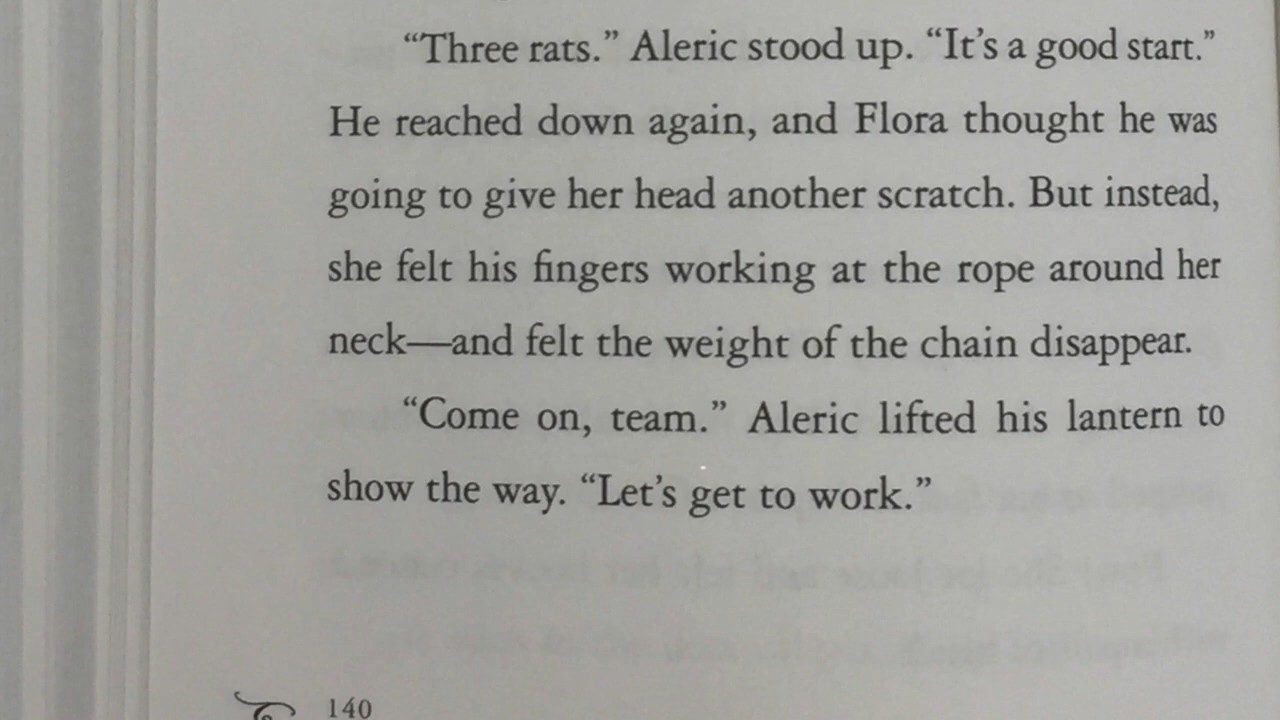 “Three rats.” Aleric stood up. “It’s a good start.”
He reached down again, and Flora thought he was
going to give her head another scratch. But instead,
she felt his fingers working at the rope around her
neck—and felt the weight of the chain disappear.
“Come on, team.” Aleric lifted his lantern to
show the way. “Let’s get to work.”
140